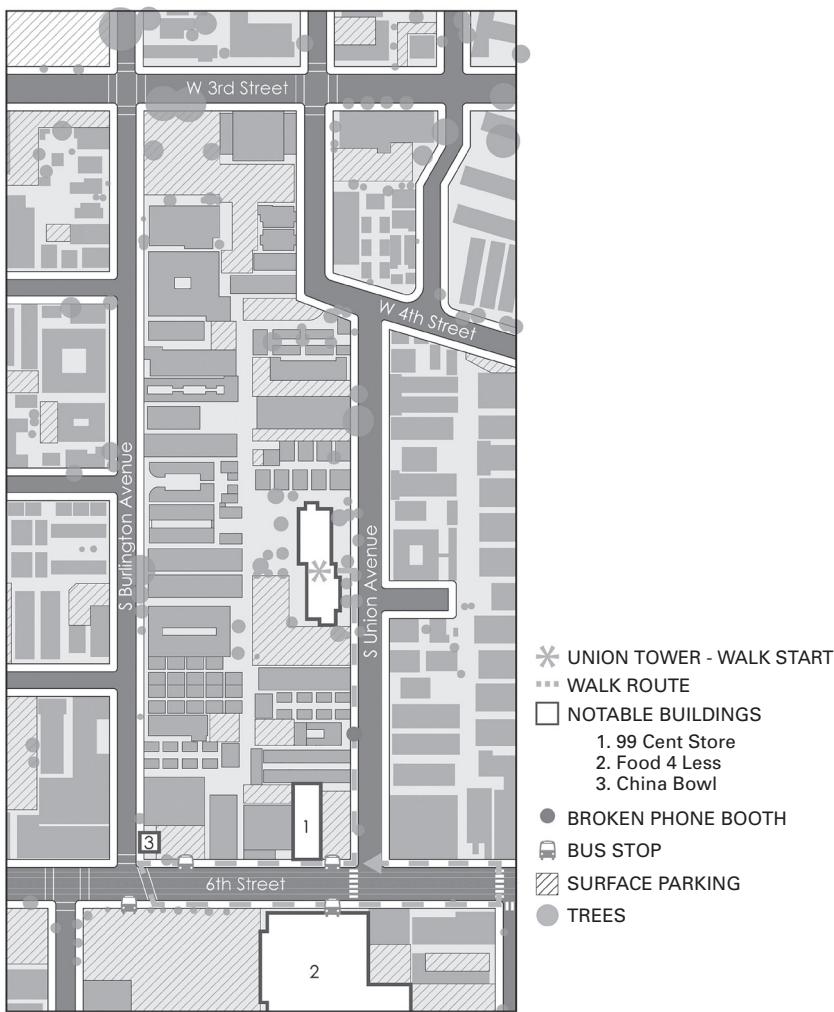 W 3rd Street
W 4th Street
S Burlington Avenue
S Union Avenue
1
3
6th Street
2
UNION TOWER - WALK START
WALK ROUTE
NOTABLE BUILDINGS
1. 99 Cent Store
2. Food 4 Less
3. China Bowl
BROKEN PHONE BOOTH
BUS STOP
SURFACE PARKING
TREES